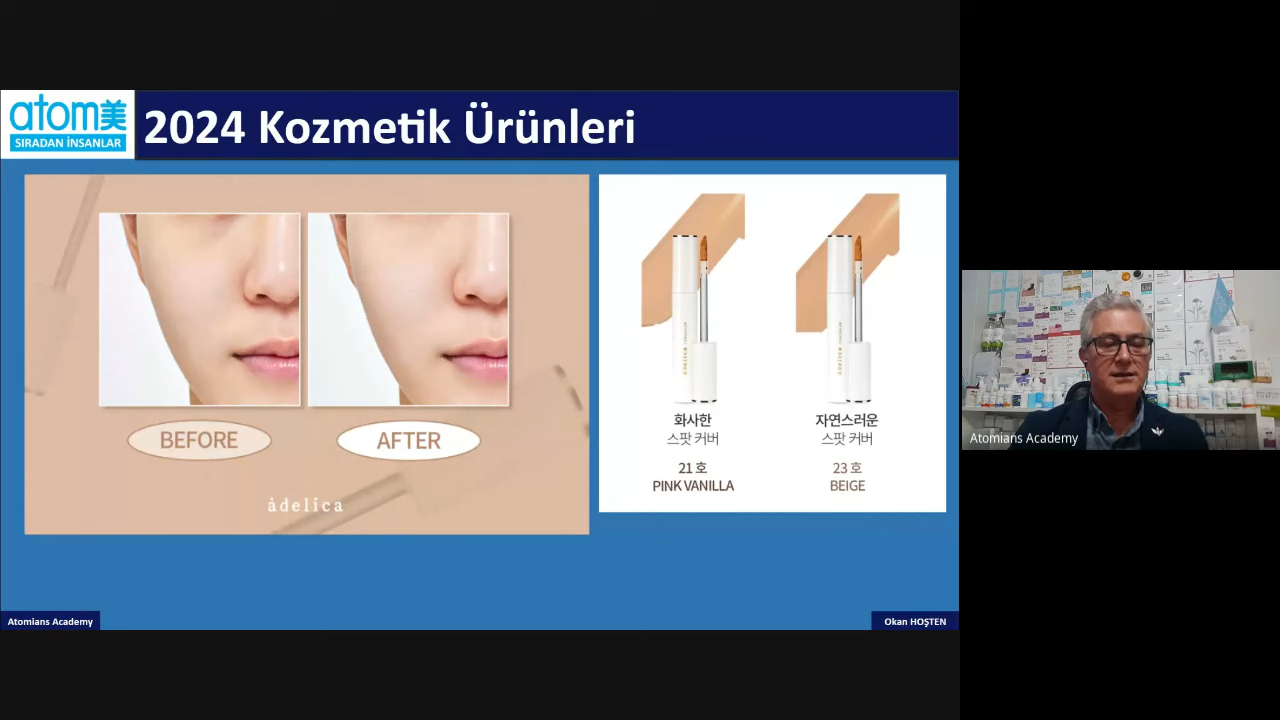 atom美
SIRADAN İNSANLAR
2024 Kozmetik Ürünleri
BEFORE
AFTER
adelica
화사한
스팟 커버
21 호
PINK VANILLA
자연스러운
스팟 커버
23 호
BEIGE
Atomians Academy
Okan HOŞTEN
Atomians Academy